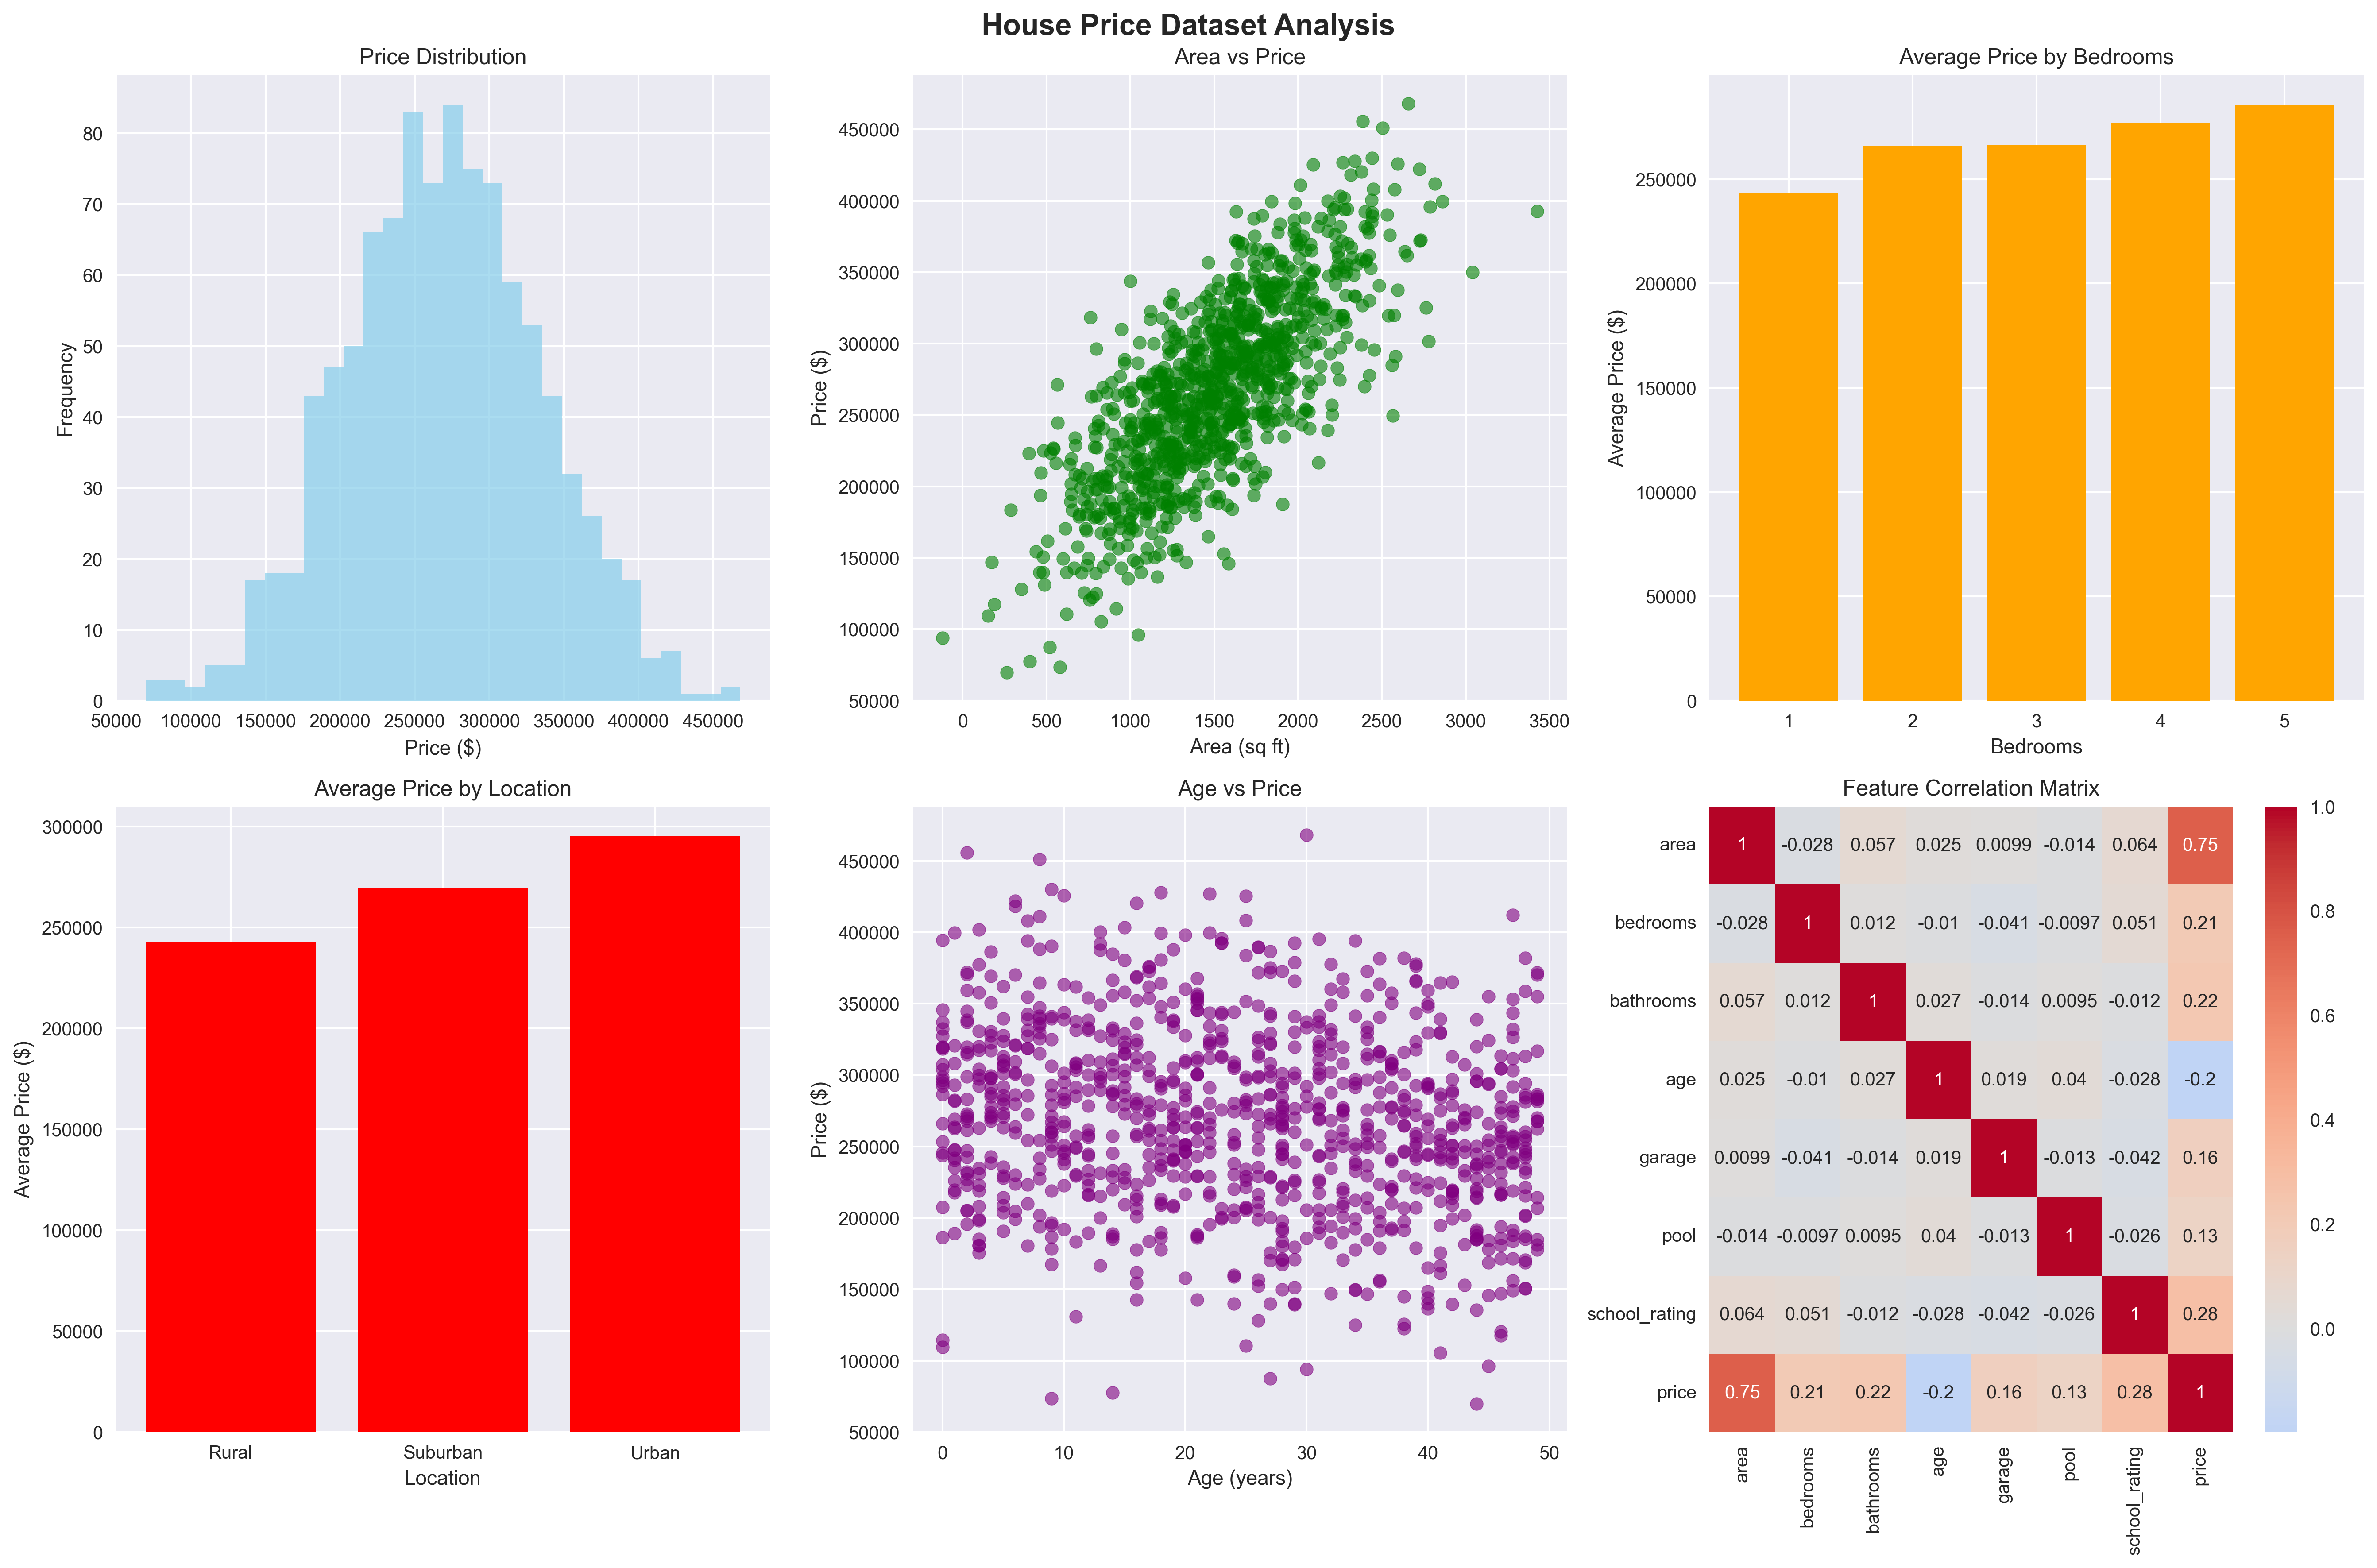 House Price Dataset Analysis
Price Distribution
Frequency
80
70
60
50
40
30
20
10
0
50000 100000 150000 200000 250000 300000 350000 400000 450000
Price ($)
Area vs Price
Price ($)
450000
400000
350000
300000
250000
200000
150000
100000
50000
0 500 1000 1500 2000 2500 3000 3500
Area (sq ft)
Average Price by Bedrooms
Average Price ($)
250000
200000
150000
100000
50000
0
1 2 3 4 5
Bedrooms
Average Price by Location
Average Price ($)
300000
250000
200000
150000
100000
50000
0
Rural Suburban Urban
Location
Age vs Price
Price ($)
450000
400000
350000
300000
250000
200000
150000
100000
50000
0 10 20 30 40 50
Age (years)
Feature Correlation Matrix
area 1 -0.028 0.057 0.025 0.0099 -0.014 0.064 0.75
bedrooms -0.028 1 0.012 -0.01 -0.041 -0.0097 0.051 0.21
bathrooms 0.057 0.012 1 0.027 -0.014 0.0095 -0.012 0.22
age 0.025 -0.01 0.027 1 0.019 0.04 -0.028 -0.2
garage 0.0099 -0.041 -0.014 0.019 1 -0.013 -0.042 0.16
pool -0.014 -0.0097 0.0095 0.04 -0.013 1 -0.026 0.13
school_rating 0.064 0.051 -0.012 -0.028 -0.042 -0.026 1 0.28
price 0.75 0.21 0.22 -0.2 0.16 0.13 0.28 1
area bedrooms bathrooms age garage pool school_rating price
1.0
0.8
0.6
0.4
0.2
0.0